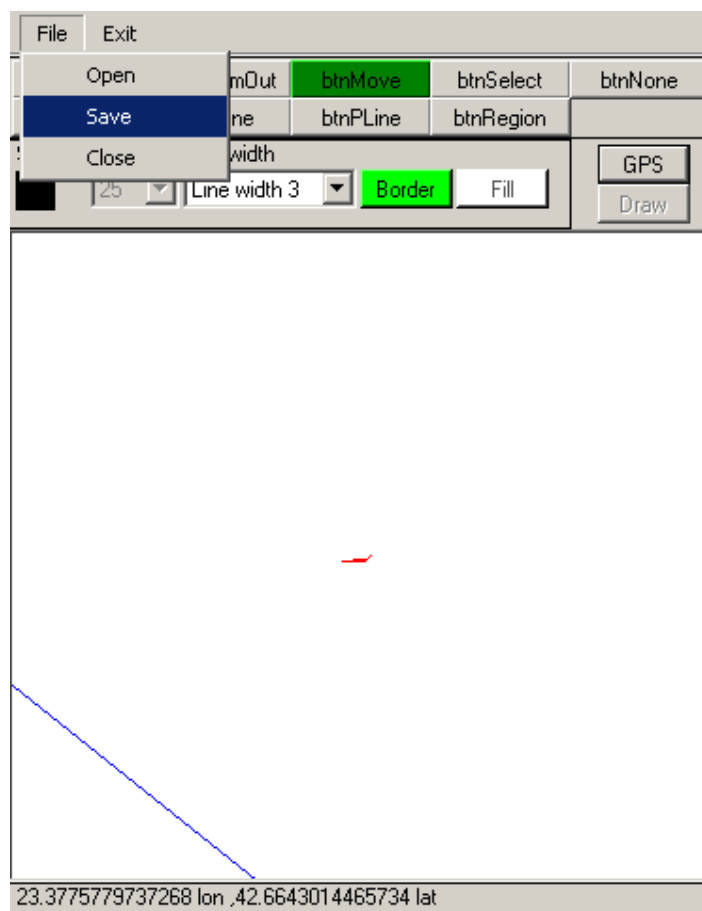 File Exit
Open mOut btnMove btnSelect btnNone
Save ne btnPLine btnRegion
Close width GPS
25 Line width 3 Border Fill
Draw
23.3775779737268 lon ,42.6643014465734 lat